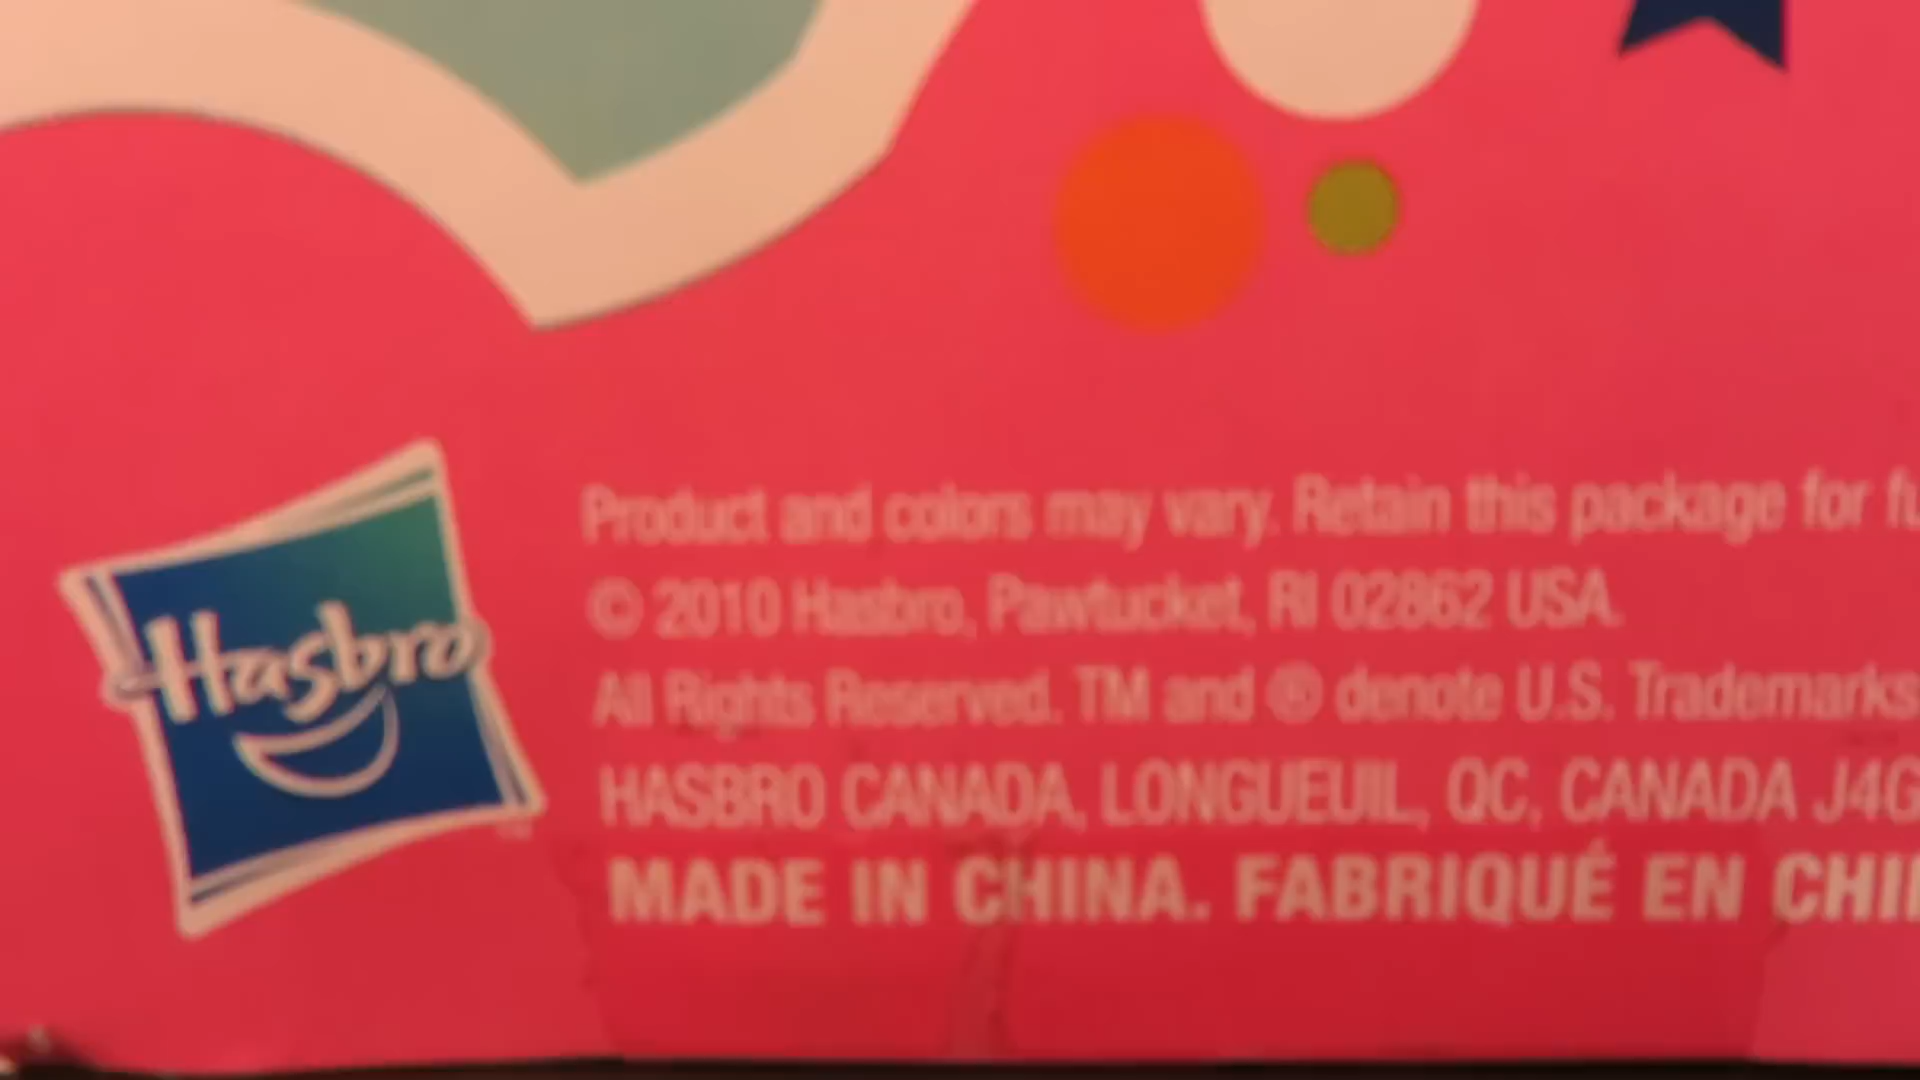 Hasbro
Product and colors may vary. Retain this package for
© 2010 Hasbro, Pawtucket, RI 02862 USA.
All Rights Reserved. TM and ® denote U.S. Trademarks
HASBRO CANADA, LONGUEUIL, QC, CANADA J4G
MADE IN CHINA. FABRIQUÉ EN